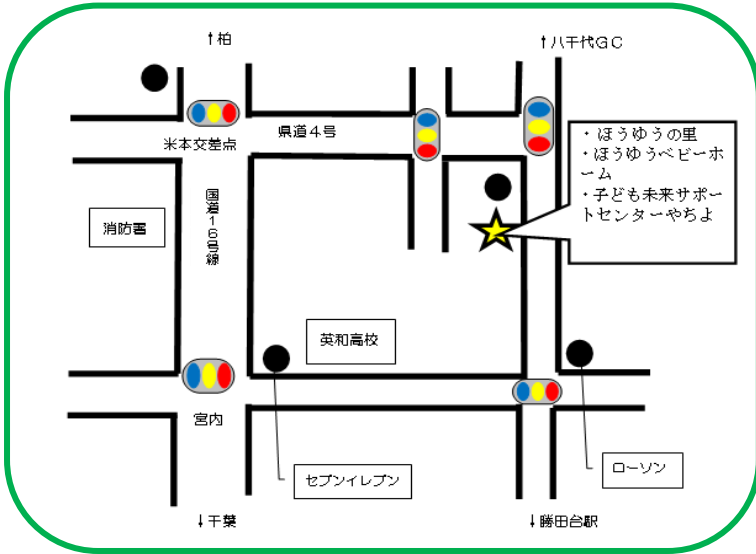 ↑柏
↑八千代GC
県道4号
米本交差点
・ほうゆうの里
・ほうゆうベビーホ
ーム
・子ども未来サポー
トセンターやちよ
国道16号線
消防署
英和高校
宮内
セブンイレブン
ローソン
↓千葉
↓勝田台駅